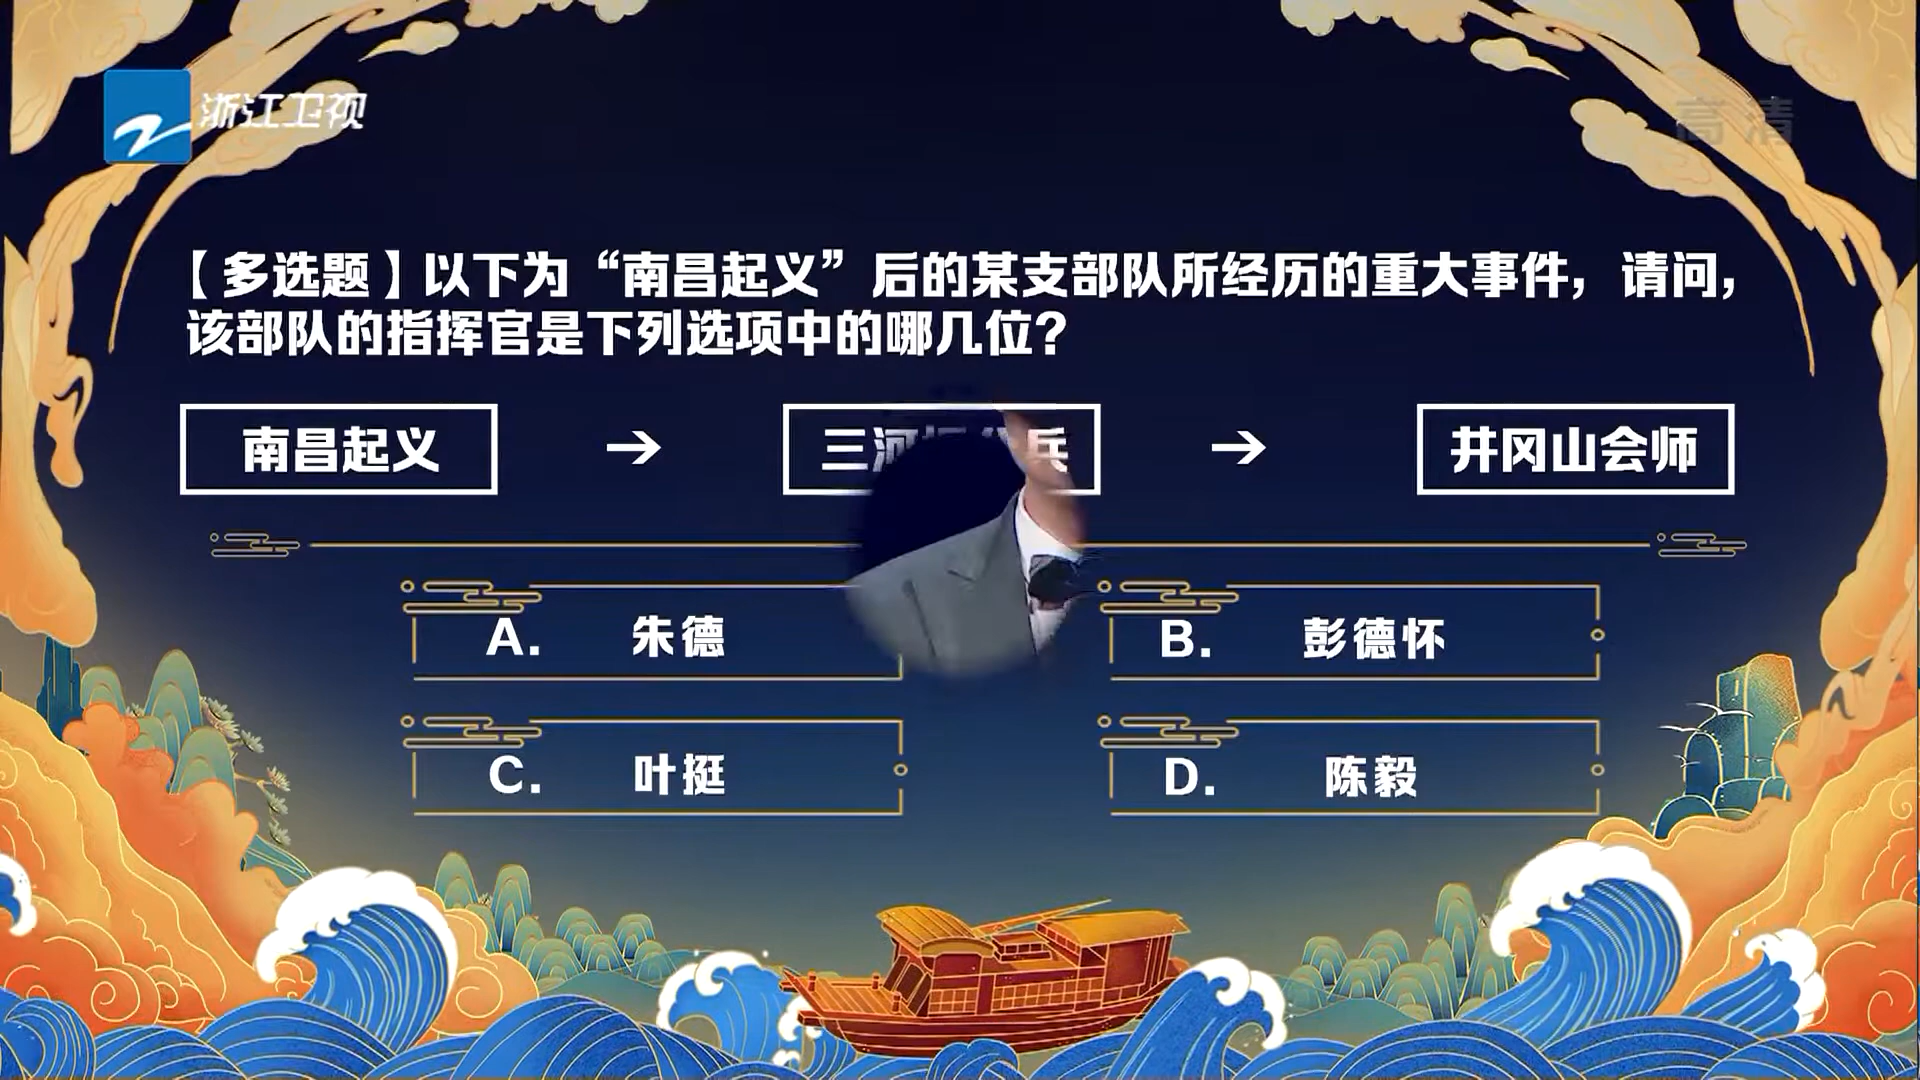 浙江卫视
高清
【多选题】以下为“南昌起义”后的某支部队所经历的重大事件，请问，
该部队的指挥官是下列选项中的哪几位？
南昌起义 → 三河 兵 → 井冈山会师
A. 朱德
B. 彭德怀
C. 叶挺
D. 陈毅